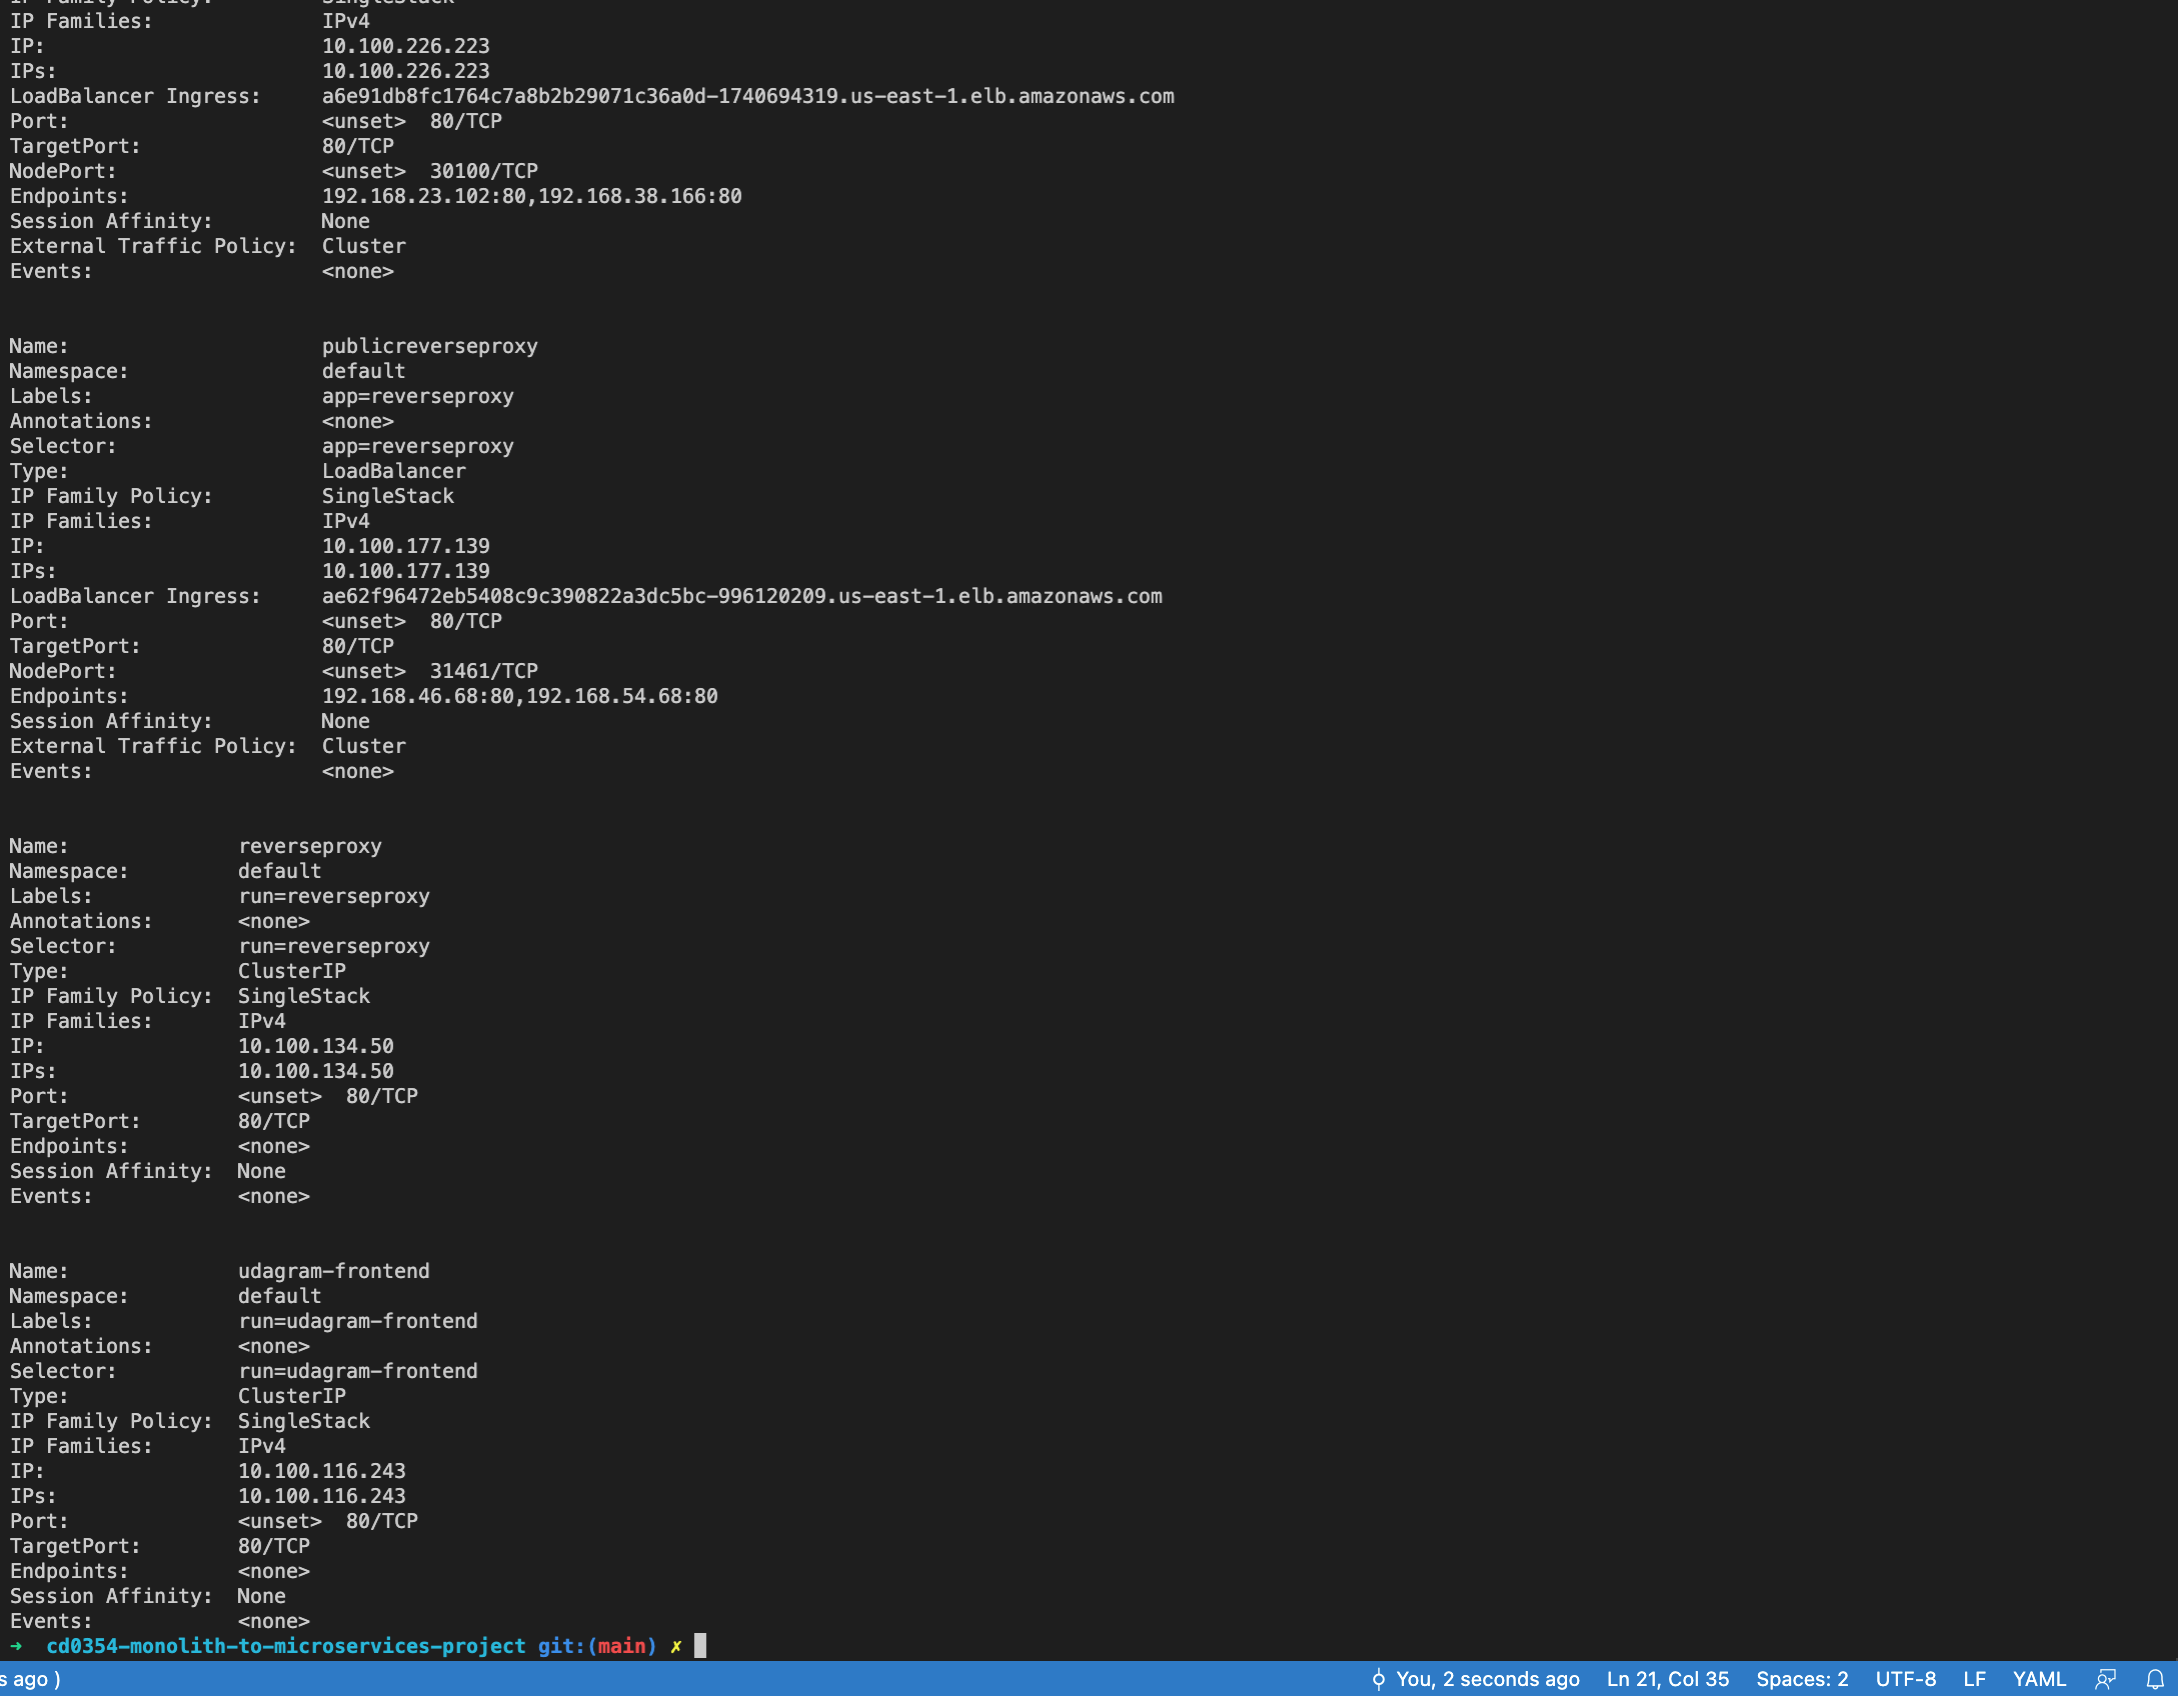 IP Family Policy:         SingleStack
IP Families:              IPv4
IP:                       10.100.226.223
IPs:                      10.100.226.223
LoadBalancer Ingress:     a6e91db8fc1764c7a8b2b29071c36a0d-1740694319.us-east-1.elb.amazonaws.com
Port:                     <unset>  80/TCP
TargetPort:               80/TCP
NodePort:                 <unset>  30100/TCP
Endpoints:                192.168.23.102:80,192.168.38.166:80
Session Affinity:         None
External Traffic Policy:  Cluster
Events:                   <none>
Name:                     publicreverseproxy
Namespace:                default
Labels:                   app=reverseproxy
Annotations:              <none>
Selector:                 app=reverseproxy
Type:                     LoadBalancer
IP Family Policy:         SingleStack
IP Families:              IPv4
IP:                       10.100.177.139
IPs:                      10.100.177.139
LoadBalancer Ingress:     ae62f96472eb5408c9c390822a3dc5bc-996120209.us-east-1.elb.amazonaws.com
Port:                     <unset>  80/TCP
TargetPort:               80/TCP
NodePort:                 <unset>  31461/TCP
Endpoints:                192.168.46.68:80,192.168.54.68:80
Session Affinity:         None
External Traffic Policy:  Cluster
Events:                   <none>
Name:              reverseproxy
Namespace:         default
Labels:            run=reverseproxy
Annotations:       <none>
Selector:          run=reverseproxy
Type:              ClusterIP
IP Family Policy:  SingleStack
IP Families:       IPv4
IP:                10.100.134.50
IPs:               10.100.134.50
Port:              <unset>  80/TCP
TargetPort:        80/TCP
Endpoints:         <none>
Session Affinity:  None
Events:            <none>
Name:              udagram-frontend
Namespace:         default
Labels:            run=udagram-frontend
Annotations:       <none>
Selector:          run=udagram-frontend
Type:              ClusterIP
IP Family Policy:  SingleStack
IP Families:       IPv4
IP:                10.100.116.243
IPs:               10.100.116.243
Port:              <unset>  80/TCP
TargetPort:        80/TCP
Endpoints:         <none>
Session Affinity:  None
Events:            <none>
➜  cd0354-monolith-to-microservices-project git:(main) ✗
s ago )  You, 2 seconds ago  Ln 21, Col 35  Spaces: 2  UTF-8  LF  YAML